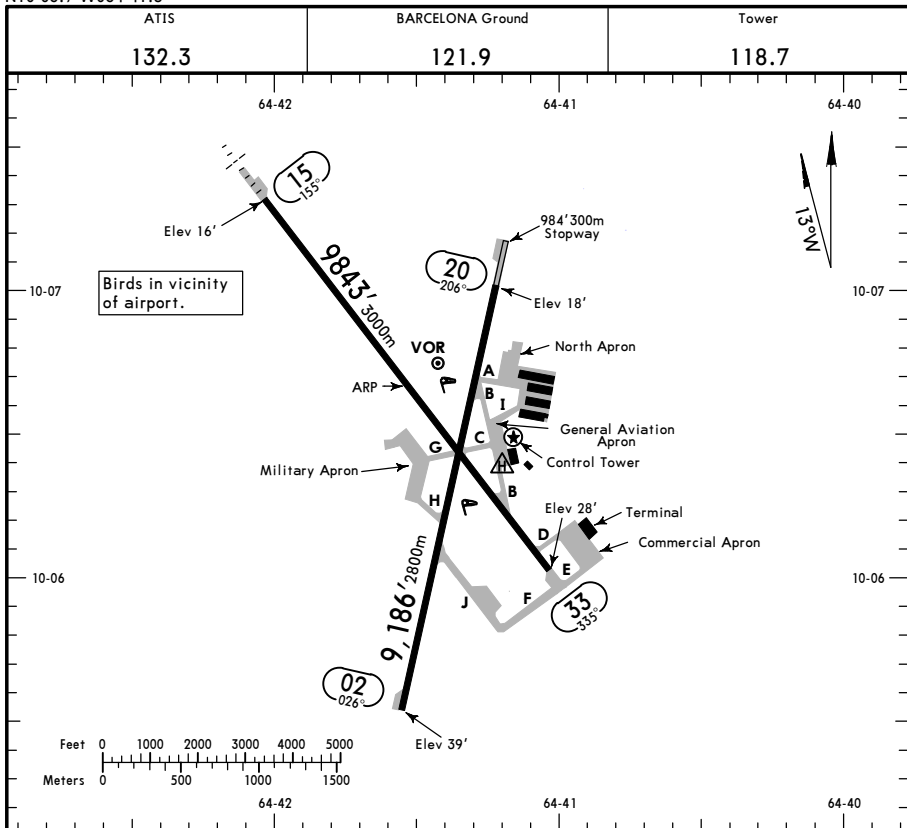 ATIS
132.3
BARCELONA Ground
121.9
Tower
118.7
64-42
64-41
64-40
15
155°
Elev 16'
984'300m
Stopway
13°W
20
206°
Birds in vicinity
of airport.
10-07
10-07
9843' 3000m
Elev 18'
VOR
North Apron
A
ARP
B
I
General Aviation
Apron
C
G
Control Tower
Military Apron
H
B
H
Elev 28'
Terminal
D
Commercial Apron
10-06
E
10-06
J
F
33
335°
9,186' 2800m
02
026°
Elev 39'
Feet 0 1000 2000 3000 4000 5000
Meters 0 500 1000 1500
64-42
64-41
64-40